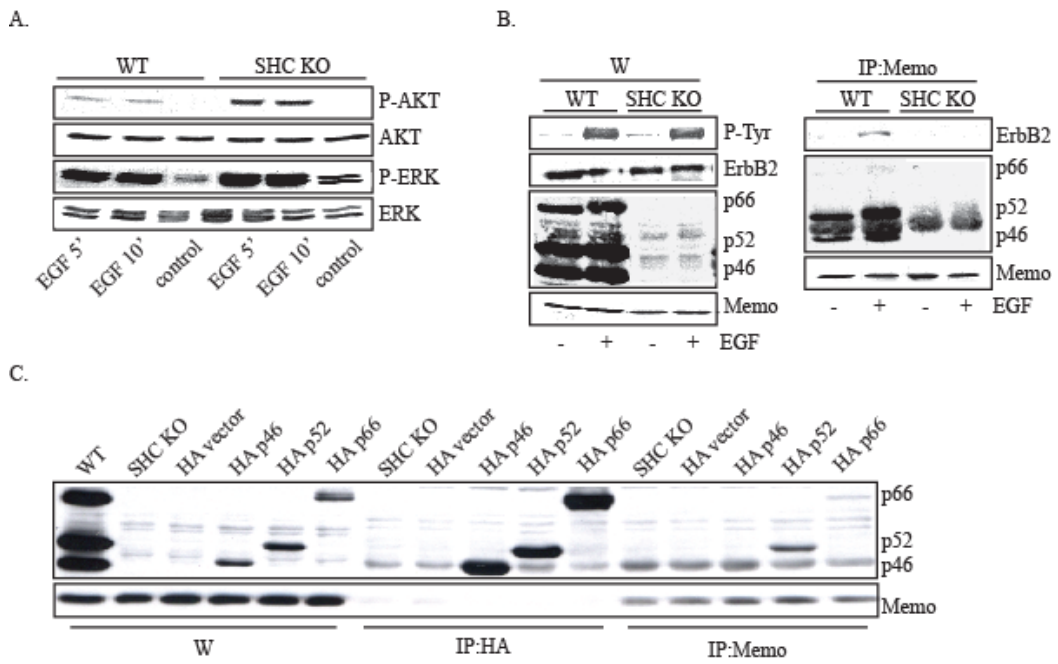 A.
WT SHC KO
P-AKT
AKT
P-ERK
ERK
EGF 5' EGF 10' control EGF 5' EGF 10' control
B.
W
WT SHC KO
P-Tyr
ErbB2
p66
p52
p46
Memo
- + - + EGF
IP:Memo
WT SHC KO
ErbB2
p66
p52
p46
Memo
- + - + EGF
C.
WT SHC KO HA vector HA p46 HA p52 HA p66 SHC KO HA vector HA p46 HA p52 HA p66 SHC KO HA vector HA p46 HA p52 HA p66
p66
p52
p46
Memo
W IP:HA IP:Memo